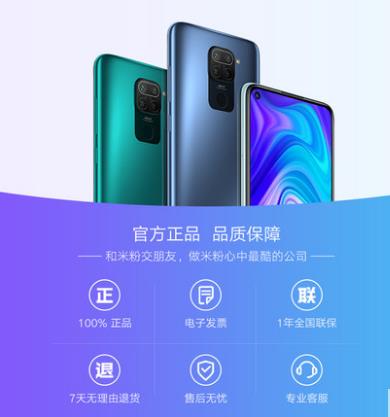 官方正品 品质保障
和米粉交朋友，做米粉心中最酷的公司
正
返
联
100% 正品
电子发票
1年全国联保
退
7天无理由退货
售后无忧
专业客服